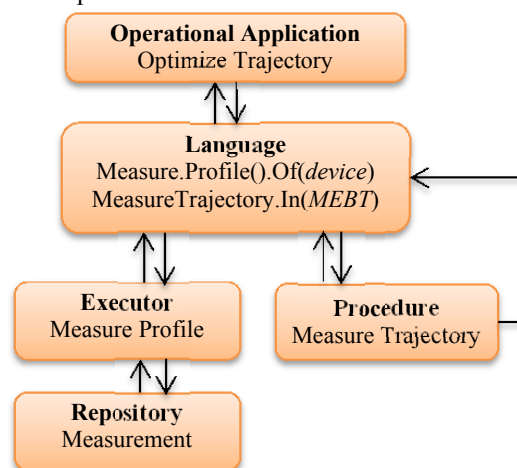 Operational Application
Optimize Trajectory
Language
Measure.Profile().Of(device)
MeasureTrajectory.In(MEBT)
Executor
Measure Profile
Procedure
Measure Trajectory
Repository
Measurement